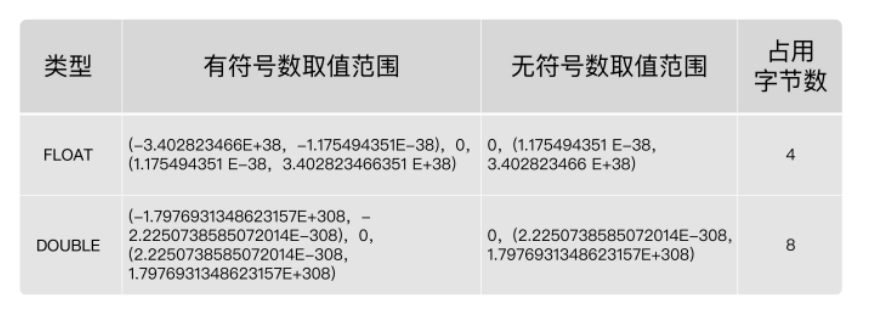 类型
有符号数取值范围
无符号数取值范围
占用
字节数
FLOAT
(-3.402823466E+38，-1.175494351E-38)，0，
(1.175494351 E-38，3.402823466351 E+38)
0，(1.175494351 E-38，
3.402823466 E+38)
4
DOUBLE
(-1.7976931348623157E+308，-
2.2250738585072014E-308)，0，
(2.2250738585072014E-308，
1.7976931348623157E+308)
0，(2.2250738585072014E-308，
1.7976931348623157E+308)
8